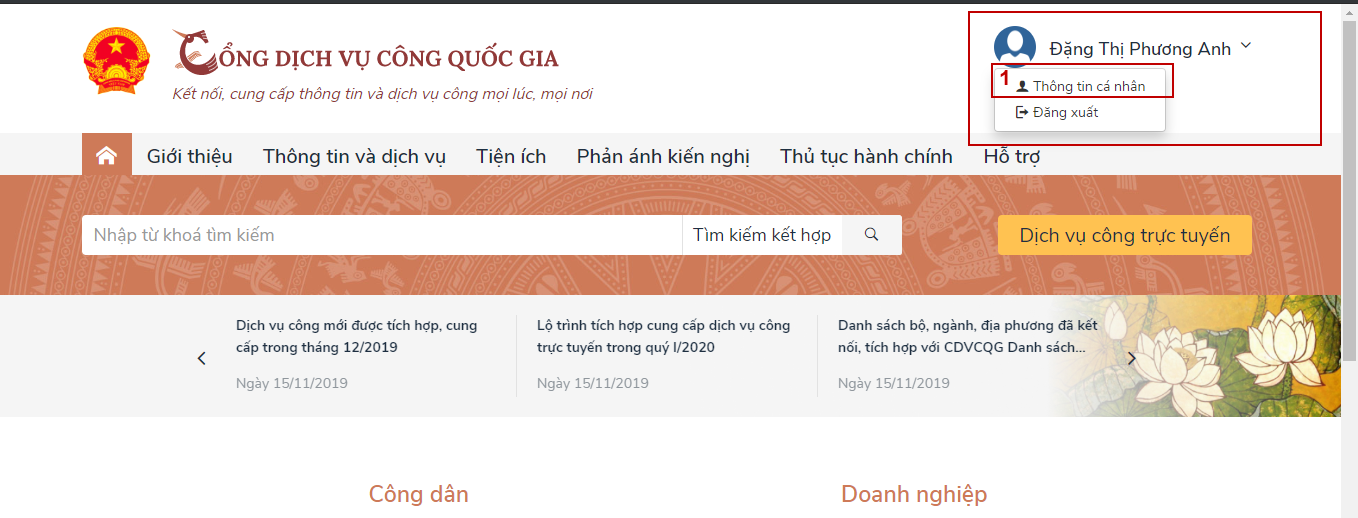 CỔNG DỊCH VỤ CÔNG QUỐC GIA
Kết nối, cung cấp thông tin và dịch vụ công mọi lúc, mọi nơi
Đặng Thị Phương Anh
1 Thông tin cá nhân
Đăng xuất
Giới thiệu Thông tin và dịch vụ Tiện ích Phản ánh kiến nghị Thủ tục hành chính Hỗ trợ
Nhập từ khoá tìm kiếm Tìm kiếm kết hợp Dịch vụ công trực tuyến
Dịch vụ công mới được tích hợp, cung
cấp trong tháng 12/2019
Ngày 15/11/2019
Lộ trình tích hợp cung cấp dịch vụ công
trực tuyến trong quý I/2020
Ngày 15/11/2019
Danh sách bộ, ngành, địa phương đã kết
nối, tích hợp với CDVCQG Danh sách...
Ngày 15/11/2019
Công dân Doanh nghiệp